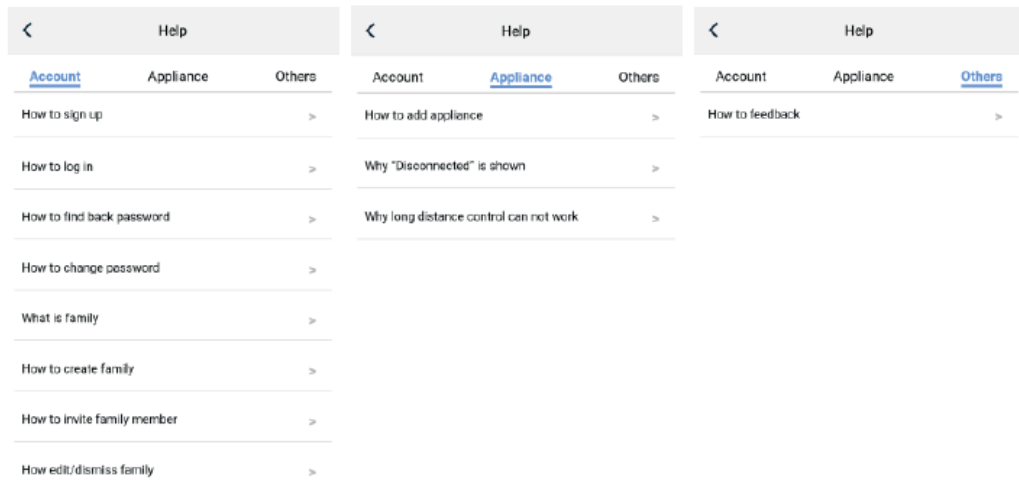 Help
Account Appliance Others
How to sign up >
How to log in >
How to find back password >
How to change password >
What is family >
How to create family >
How to invite family member >
How edit/dismiss family >
Help
Account Appliance Others
How to add appliance >
Why "Disconnected" is shown >
Why long distance control can not work >
Help
Account Appliance Others
How to feedback >